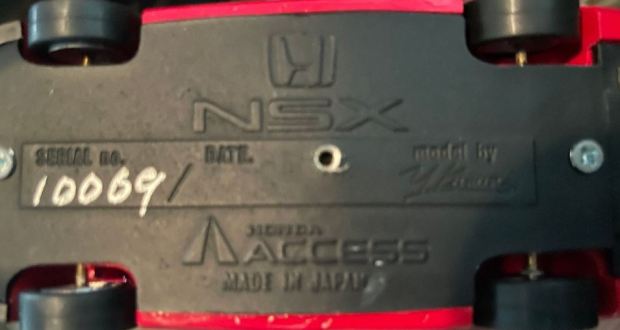 NSX
SERIAL no. DATE. model by
10069/
HONDA
ACCESS
MADE IN JAPAN